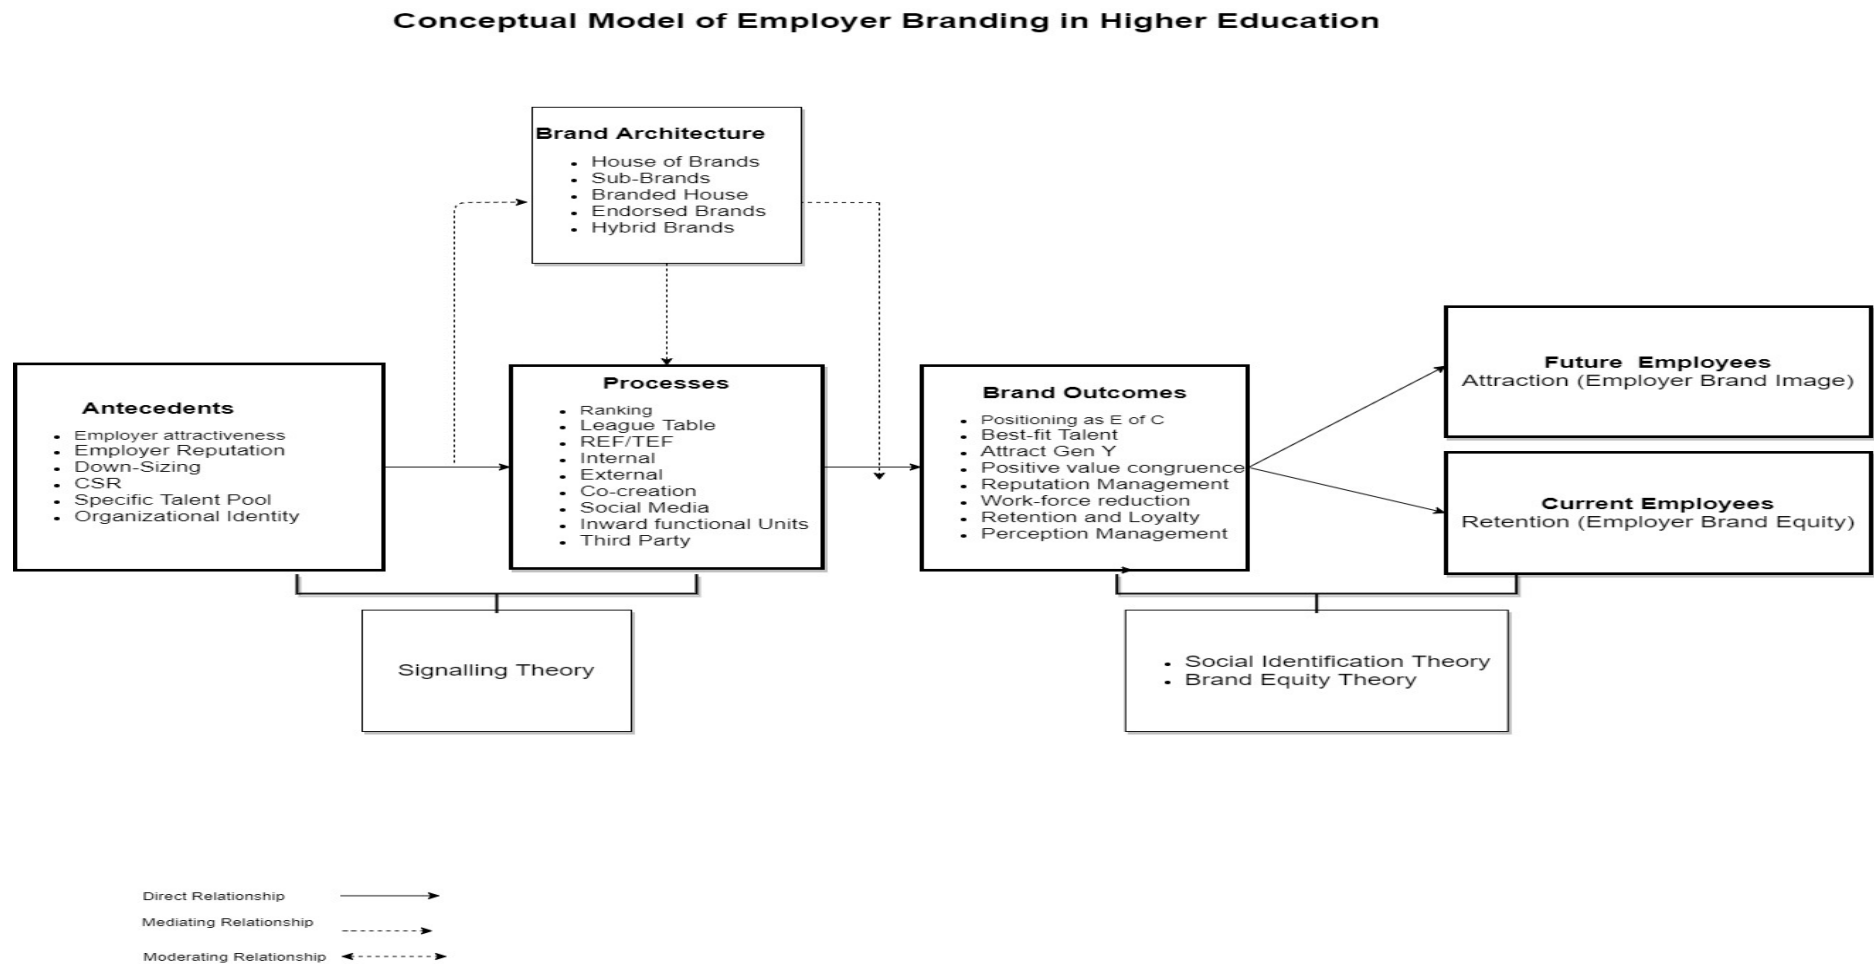 Conceptual Model of Employer Branding in Higher Education
Brand Architecture
House of Brands
Sub-Brands
Branded House
Endorsed Brands
Hybrid Brands
Antecedents
Employer attractiveness
Employer Reputation
Down-Sizing
CSR
Specific Talent Pool
Organizational Identity
Processes
Ranking
League Table
REF/TEF
Internal
External
Co-creation
Social Media
Inward functional Units
Third Party
Brand Outcomes
Positioning as E of C
Best-fit Talent
Attract Gen Y
Positive value congruence
Reputation Management
Work-force reduction
Retention and Loyalty
Perception Management
Future Employees
Attraction (Employer Brand Image)
Current Employees
Retention (Employer Brand Equity)
Signalling Theory
Social Identification Theory
Brand Equity Theory
Direct Relationship
Mediating Relationship
Moderating Relationship